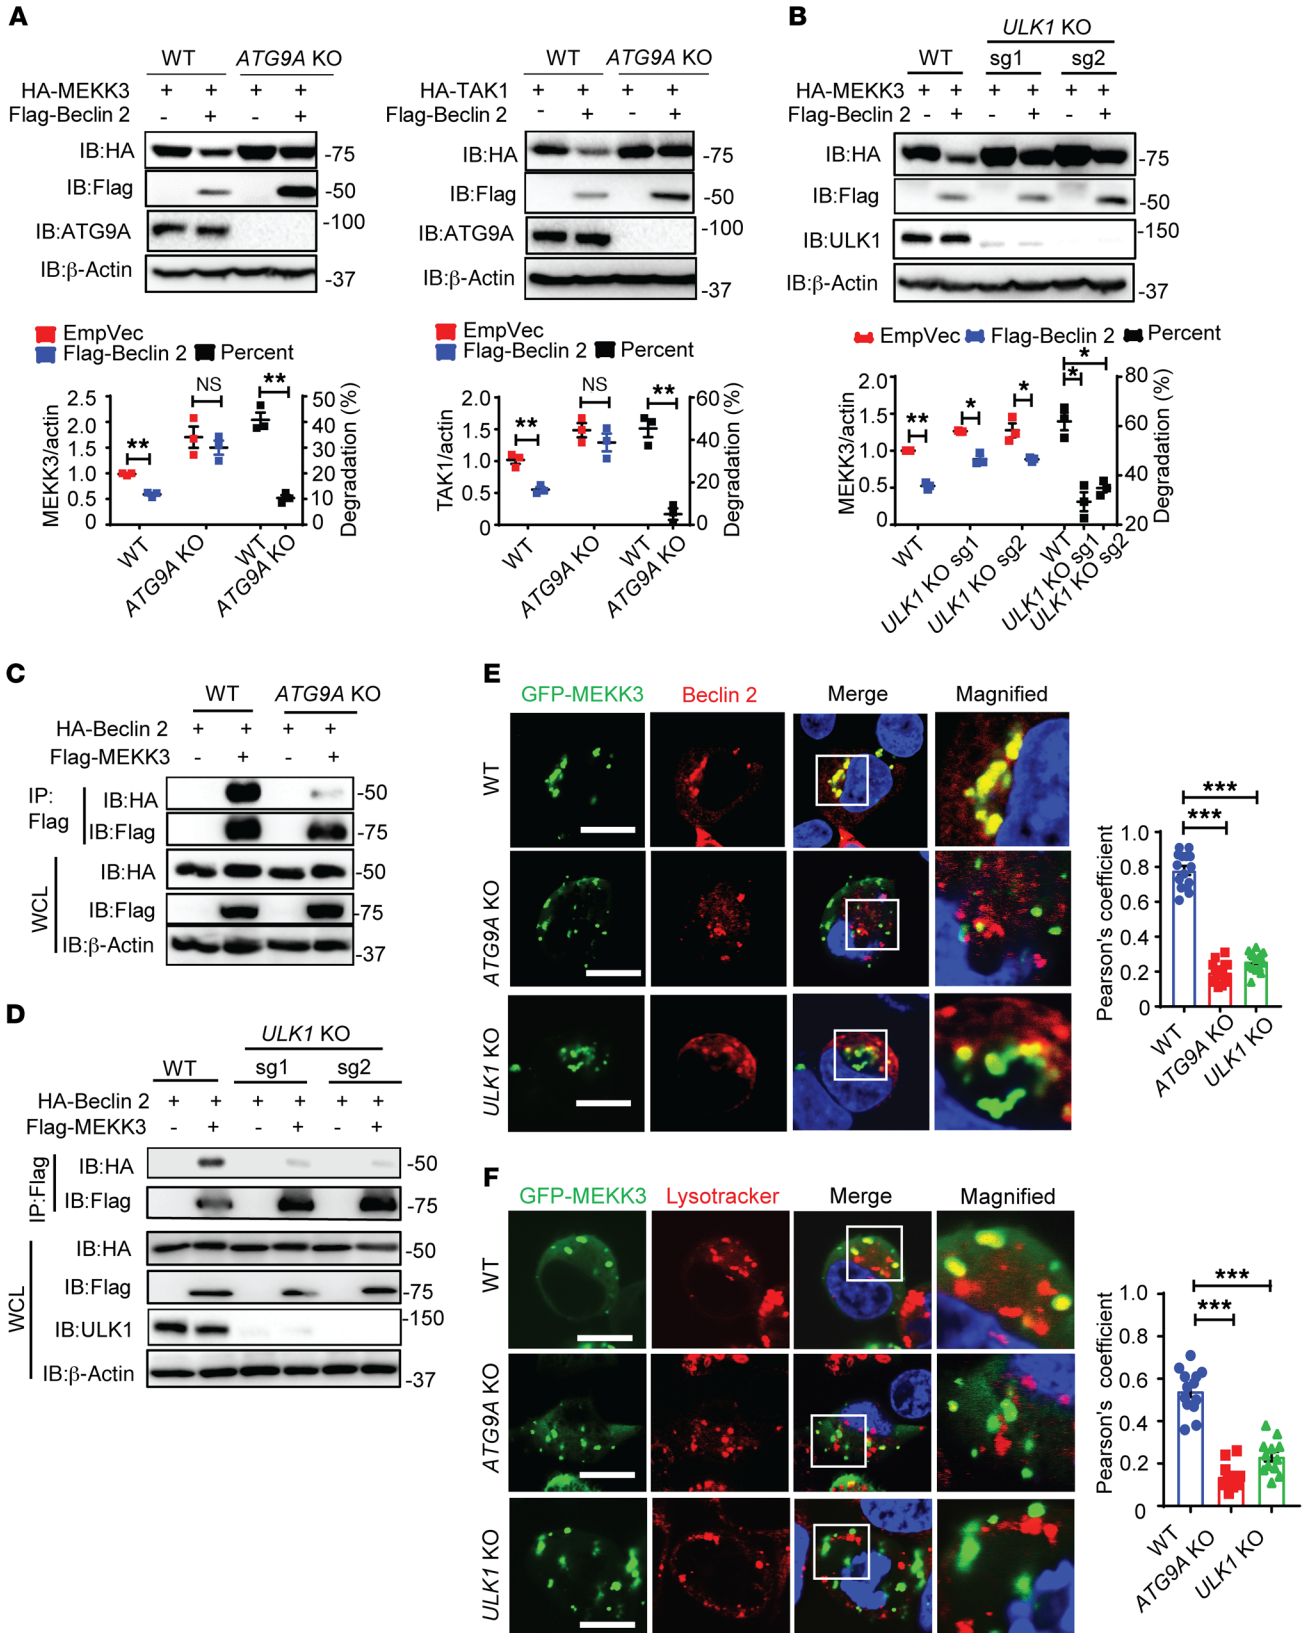 A
WT ATG9A KO
HA-MEKK3 + + + +
Flag-Beclin 2 - + - +
IB:HA -75
IB:Flag -50
IB:ATG9A -100
IB:β-Actin -37
EmpVec
Flag-Beclin 2 Percent
MEKK3/actin
2.5
2.0
1.5
1.0
0.5
0
** NS **
50
40
30
20
10
0
Degradation (%)
WT
ATG9A KO
WT
ATG9A KO
WT ATG9A KO
HA-TAK1 + + + +
Flag-Beclin 2 - + - +
IB:HA -75
IB:Flag -50
IB:ATG9A -100
IB:β-Actin -37
EmpVec
Flag-Beclin 2 Percent
TAK1/actin
2.0
1.5
1.0
0.5
0
** NS **
60
40
20
0
Degradation (%)
WT
ATG9A KO
WT
ATG9A KO
B
ULK1 KO
WT sg1 sg2
HA-MEKK3 + + + + + +
Flag-Beclin 2 - + - + - +
IB:HA -75
IB:Flag -50
IB:ULK1 -150
IB:β-Actin -37
EmpVec Flag-Beclin 2 Percent
MEKK3/actin
2.0
1.5
1.0
0.5
0
** * * * *
80
60
40
20
Degradation (%)
WT
ULK1 KO sg1
ULK1 KO sg2
WT
ULK1 KO sg1
ULK1 KO sg2
C
WT ATG9A KO
HA-Beclin 2 + + + +
Flag-MEKK3 - + - +
IP:
Flag
IB:HA -50
IB:Flag -75
WCL
IB:HA -50
IB:Flag -75
IB:β-Actin -37
D
ULK1 KO
WT sg1 sg2
HA-Beclin 2 + + + + + +
Flag-MEKK3 - + - + - +
IP:Flag
IB:HA -50
IB:Flag -75
WCL
IB:HA -50
IB:Flag -75
IB:ULK1 -150
IB:β-Actin -37
E
GFP-MEKK3 Beclin 2 Merge Magnified
WT
ATG9A KO
ULK1 KO
Pearson's coefficient
1.0
0.8
0.6
0.4
0.2
0
***
***
WT
ATG9A KO
ULK1 KO
F
GFP-MEKK3 Lysotracker Merge Magnified
WT
ATG9A KO
ULK1 KO
Pearson's coefficient
1.0
0.8
0.6
0.4
0.2
0
***
***
WT
ATG9A KO
ULK1 KO